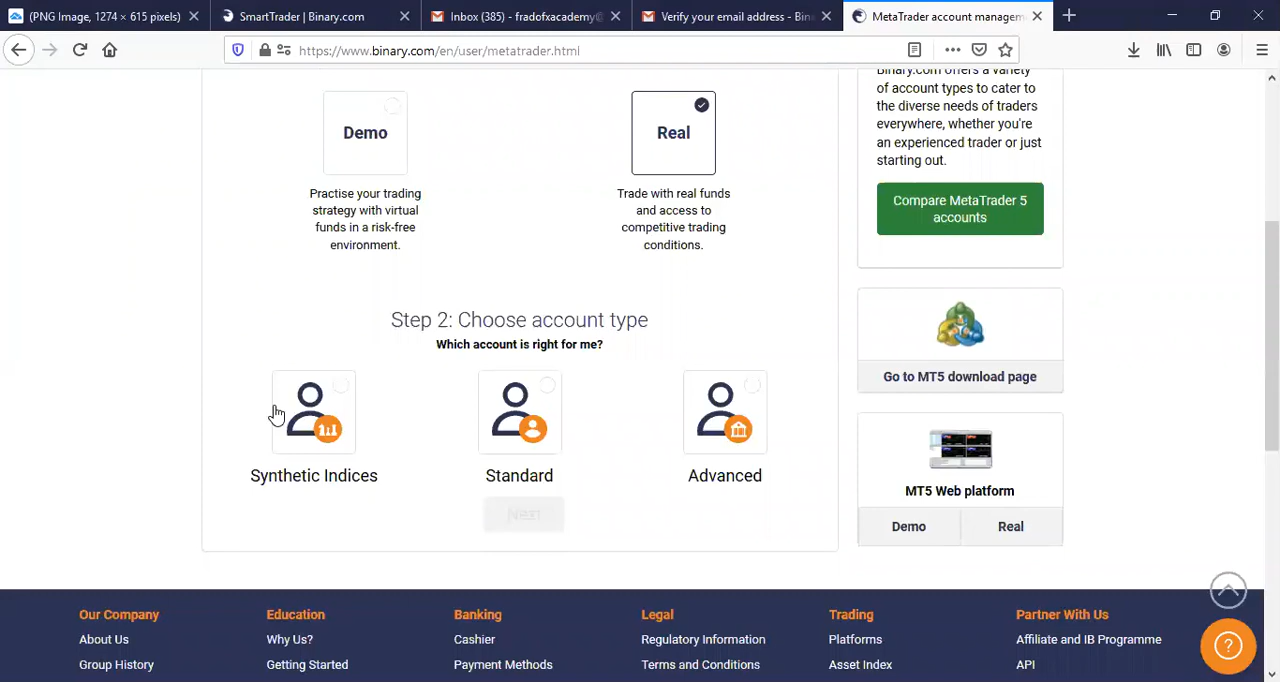 (PNG Image, 1274 × 615 pixels)
SmartTrader | Binary.com
Inbox (385) - fradofxacademy@
Verify your email address - Bin
MetaTrader account managem
https://www.binary.com/en/user/metatrader.html
Demo
Practise your trading
strategy with virtual
funds in a risk-free
environment.
Real
Trade with real funds
and access to
competitive trading
conditions.
Step 2: Choose account type
Which account is right for me?
Synthetic Indices
Standard
Advanced
Next
Binary.com offers a variety
of account types to cater to
the diverse needs of traders
everywhere, whether you're
an experienced trader or just
starting out.
Compare MetaTrader 5
accounts
Go to MT5 download page
MT5 Web platform
Demo
Real
Our Company
About Us
Group History
Education
Why Us?
Getting Started
Banking
Cashier
Payment Methods
Legal
Regulatory Information
Terms and Conditions
Trading
Platforms
Asset Index
Partner With Us
Affiliate and IB Programme
API